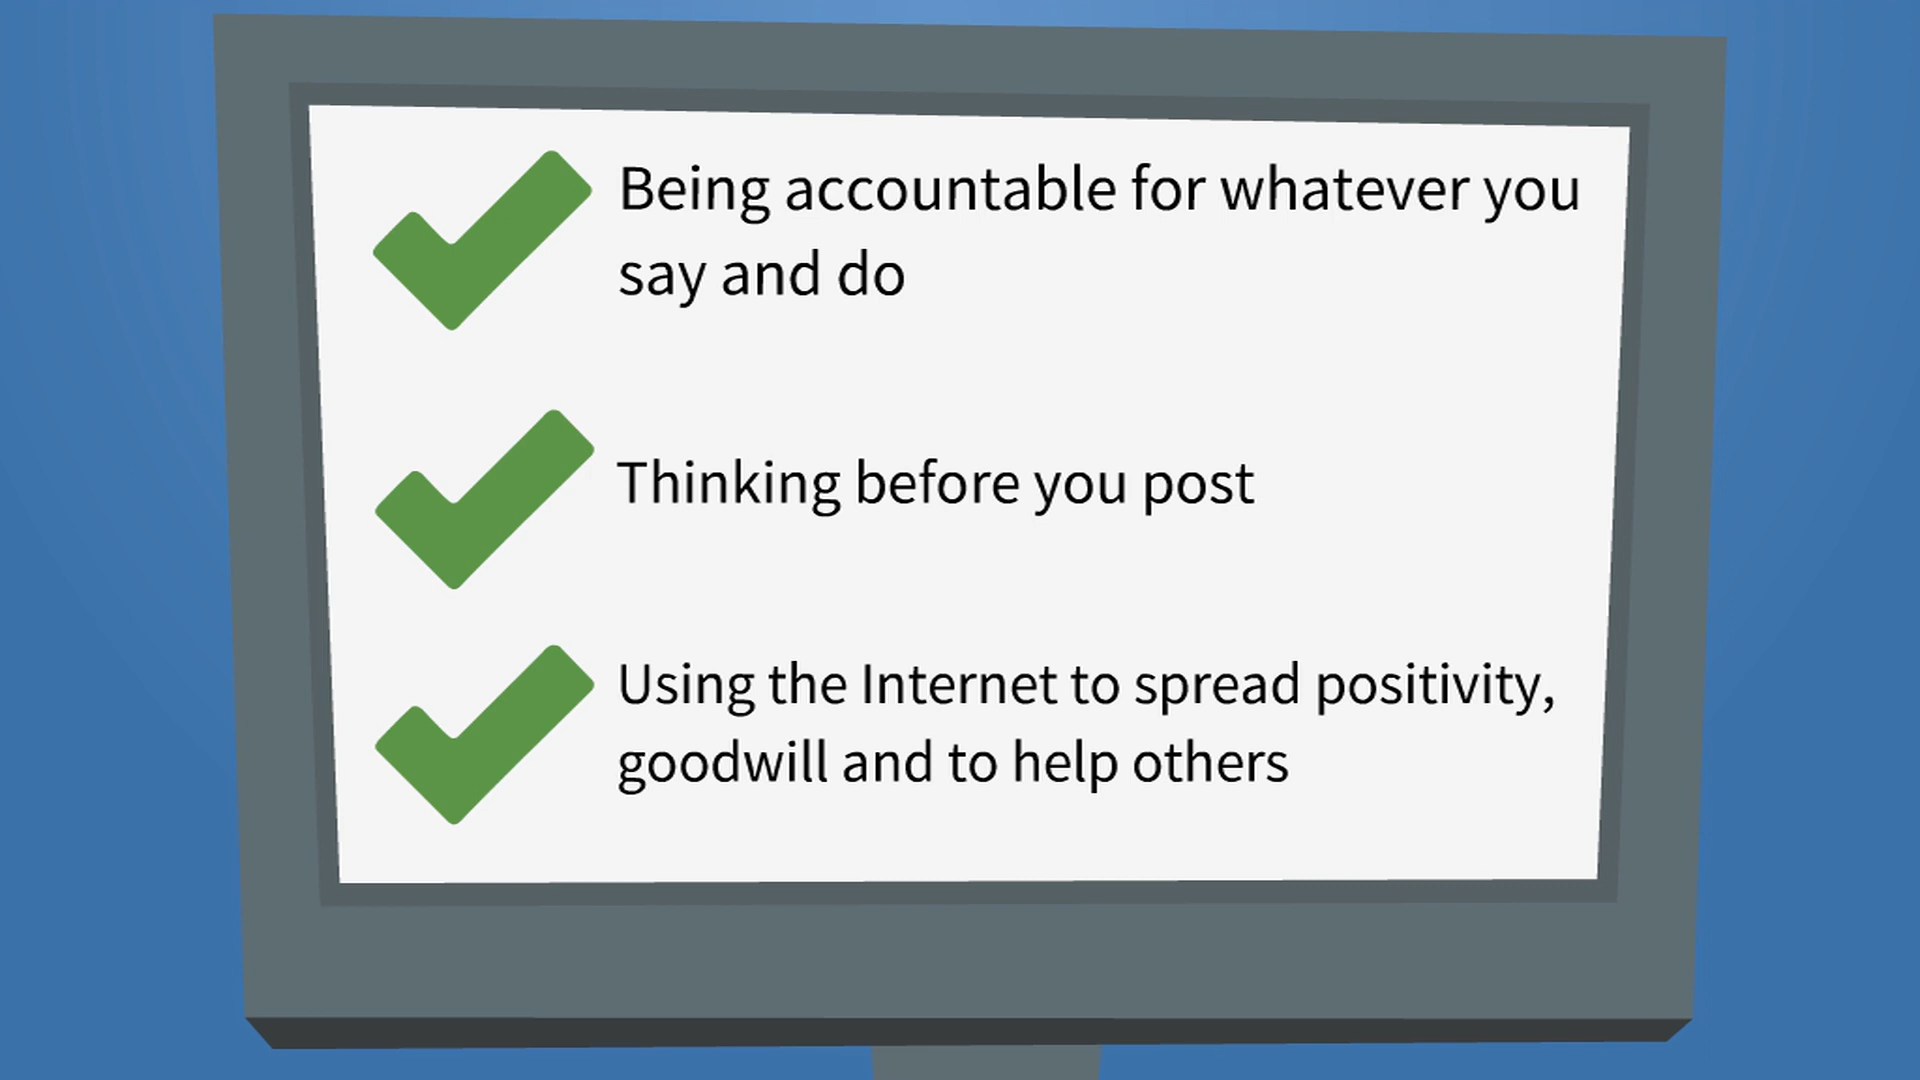 Being accountable for whatever you
say and do
Thinking before you post
Using the Internet to spread positivity,
goodwill and to help others